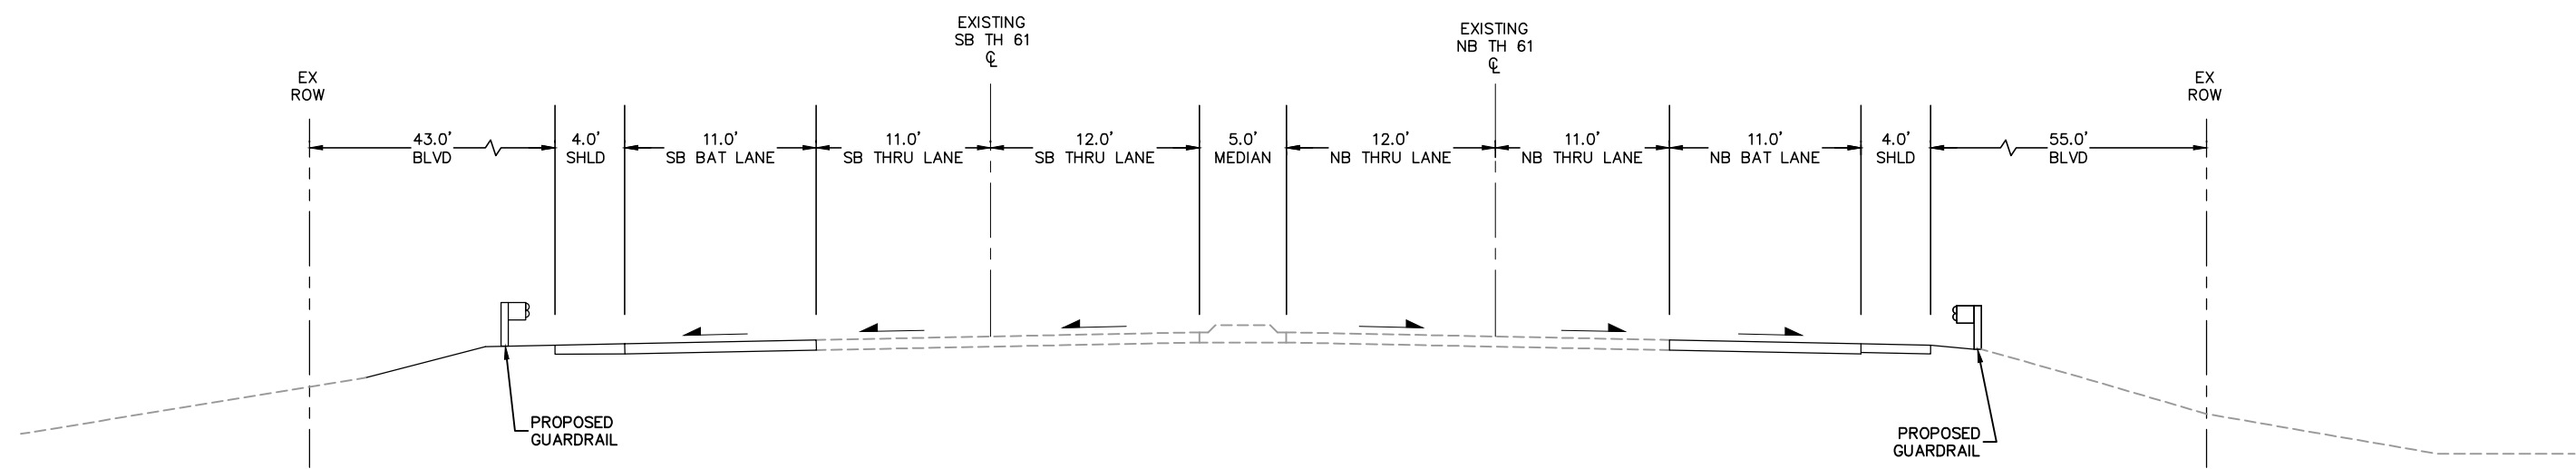 EXISTING
SB TH 61
℄
EXISTING
NB TH 61
℄
EX
ROW
EX
ROW
43.0'
BLVD
4.0'
SHLD
11.0'
SB BAT LANE
11.0'
SB THRU LANE
12.0'
SB THRU LANE
5.0'
MEDIAN
12.0'
NB THRU LANE
11.0'
NB THRU LANE
11.0'
NB BAT LANE
4.0'
SHLD
55.0'
BLVD
PROPOSED
GUARDRAIL
PROPOSED
GUARDRAIL